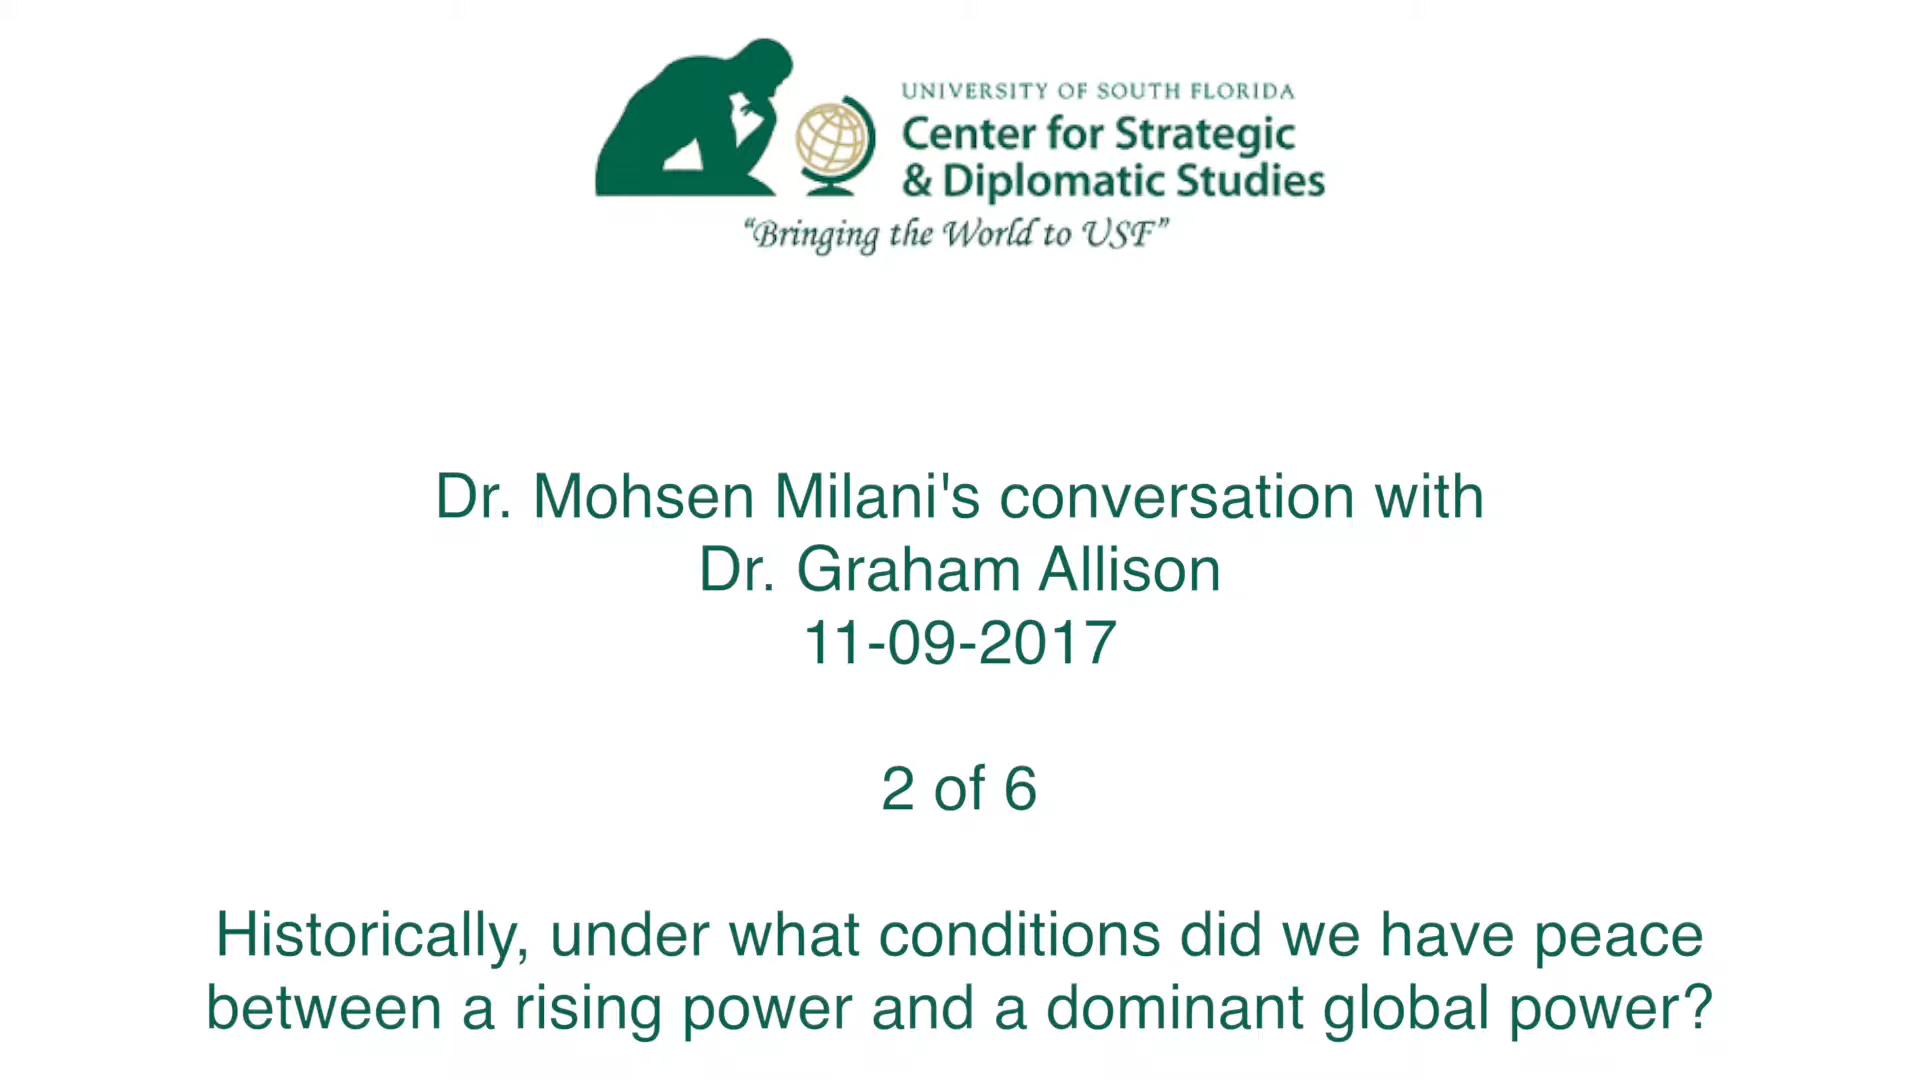 UNIVERSITY OF SOUTH FLORIDA
Center for Strategic
& Diplomatic Studies
“Bringing the World to USF”
Dr. Mohsen Milani's conversation with
Dr. Graham Allison
11-09-2017
2 of 6
Historically, under what conditions did we have peace
between a rising power and a dominant global power?